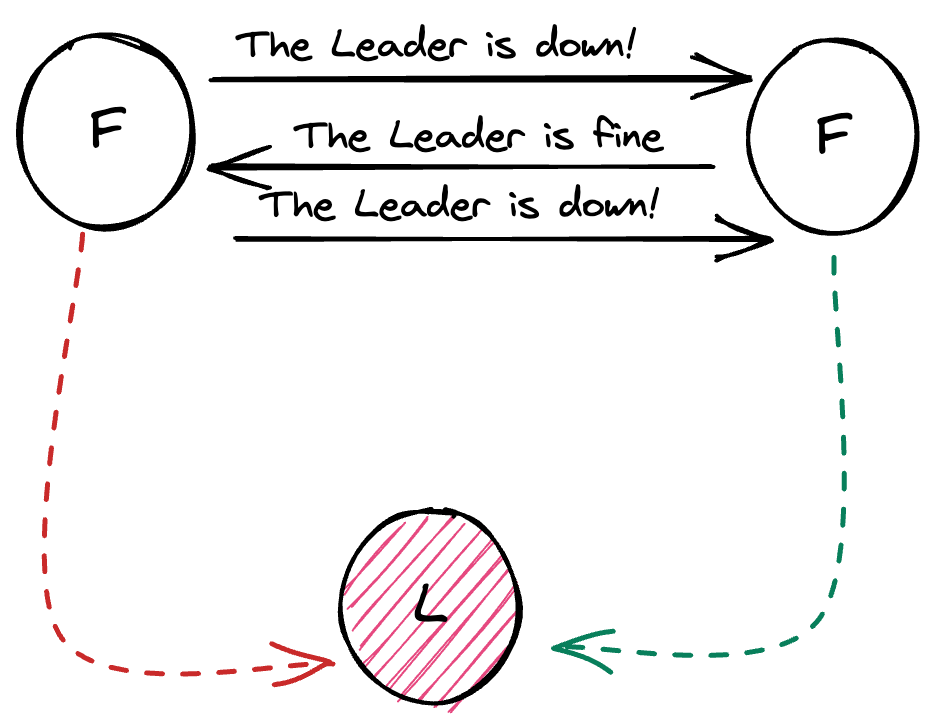 The Leader is down!
F
The Leader is fine
F
The Leader is down!
L